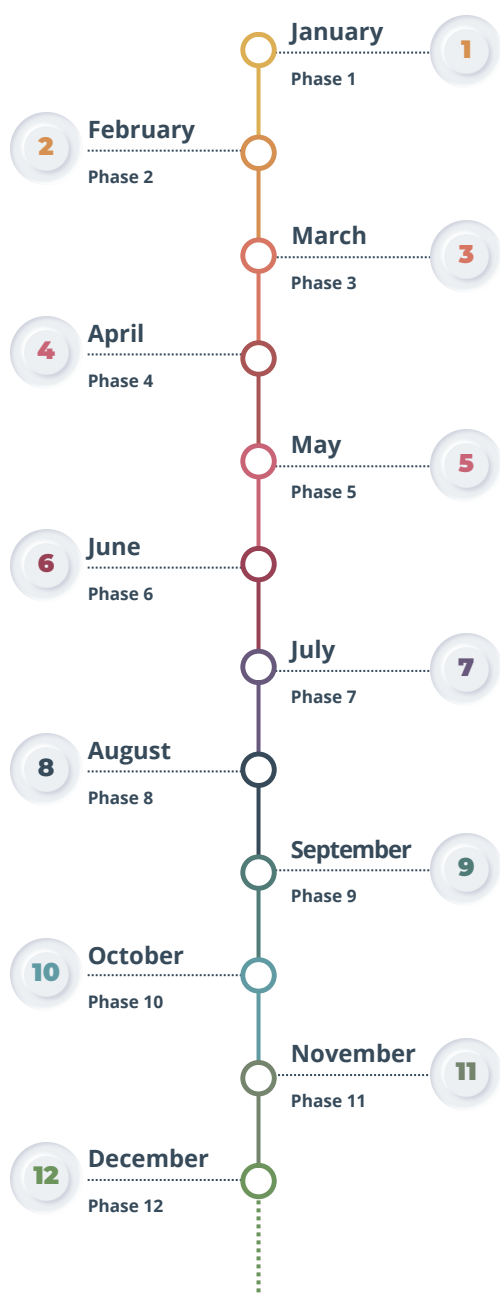 January
1
Phase 1
February
2
Phase 2
March
3
Phase 3
April
4
Phase 4
May
5
Phase 5
June
6
Phase 6
July
7
Phase 7
August
8
Phase 8
September
9
Phase 9
October
10
Phase 10
November
11
Phase 11
December
12
Phase 12